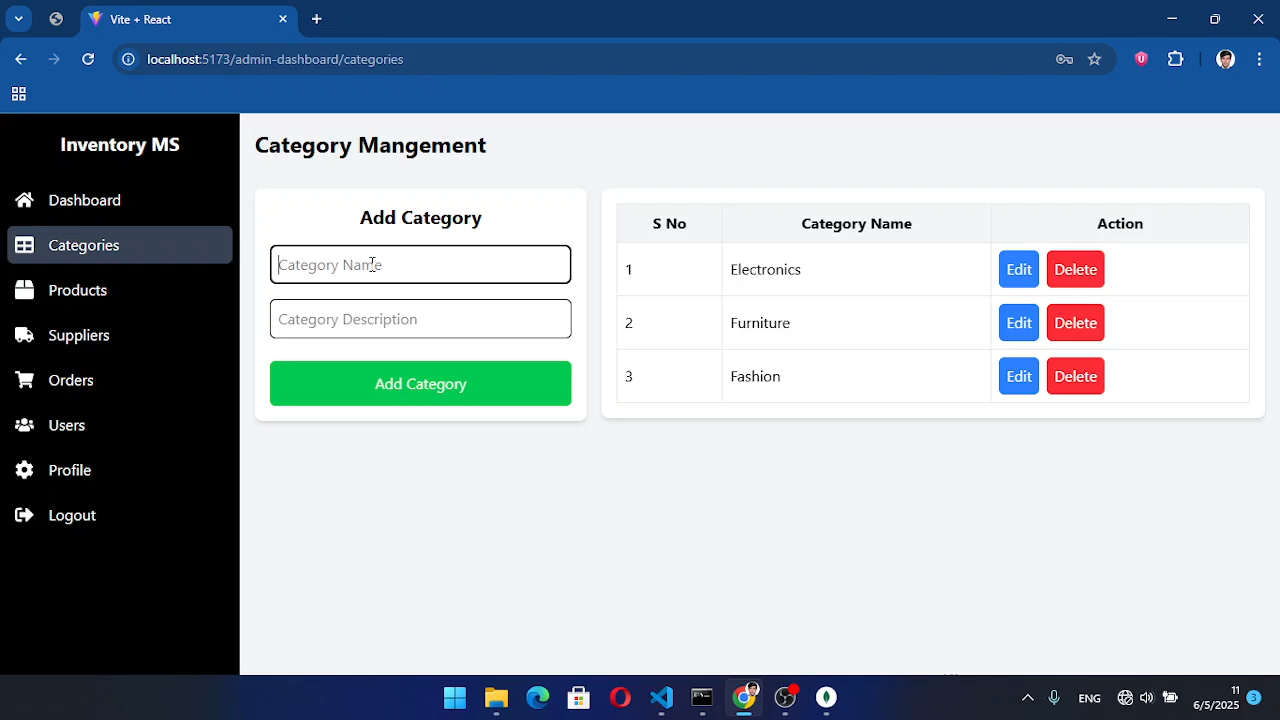 Vite + React
localhost:5173/admin-dashboard/categories
Inventory MS
Dashboard
Categories
Products
Suppliers
Orders
Users
Profile
Logout
Category Mangement
Add Category
Category Name
Category Description
Add Category
S No Category Name Action
1 Electronics Edit Delete
2 Furniture Edit Delete
3 Fashion Edit Delete
ENG
11
6/5/2025
3